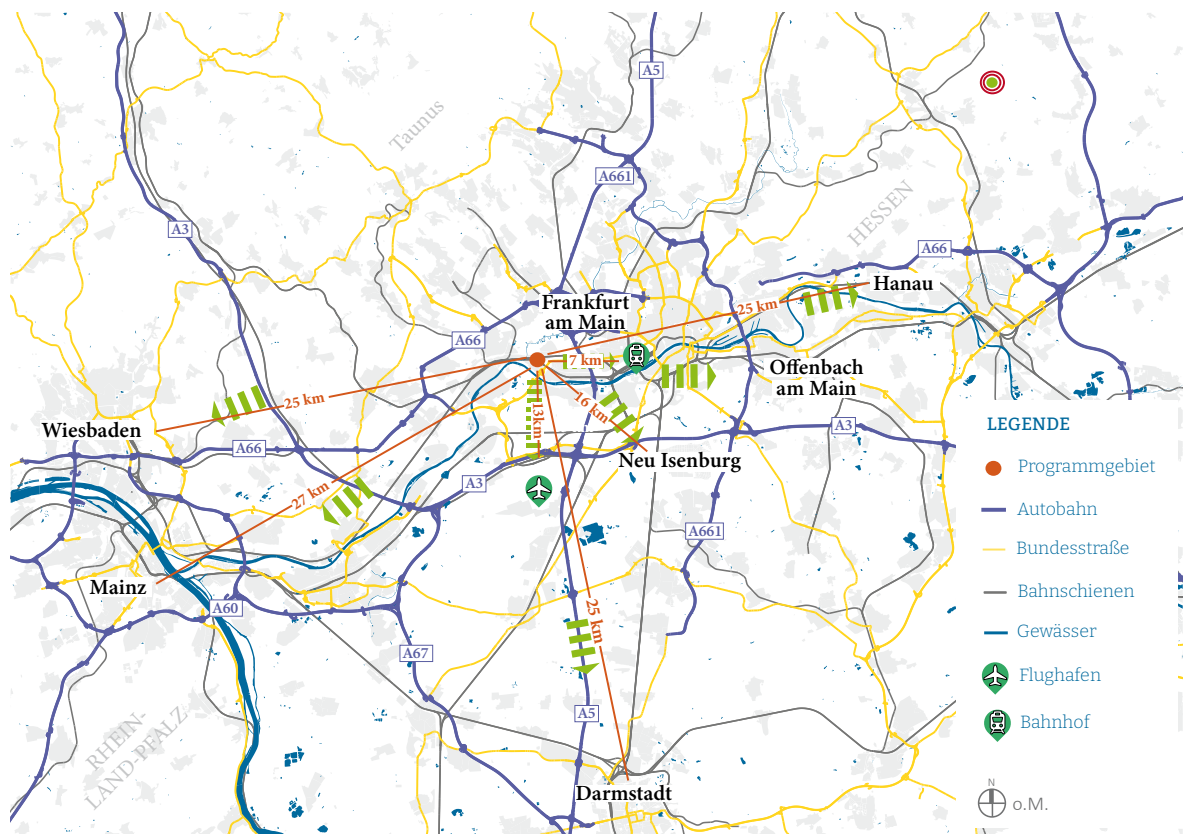 A5
Taunus
A661
HESSEN
A3
A66
Hanau
Frankfurt
am Main
25 km
A66
7 km
Offenbach
am Main
25 km
16 km
13km
Wiesbaden
A3
A66
Neu Isenburg
A3
27 km
A661
Mainz
A60
25 km
A67
A5
RHEIN-
LAND-PFALZ
Darmstadt
LEGENDE
Programmgebiet
Autobahn
Bundesstraße
Bahnschienen
Gewässer
Flughafen
Bahnhof
N
o.M.